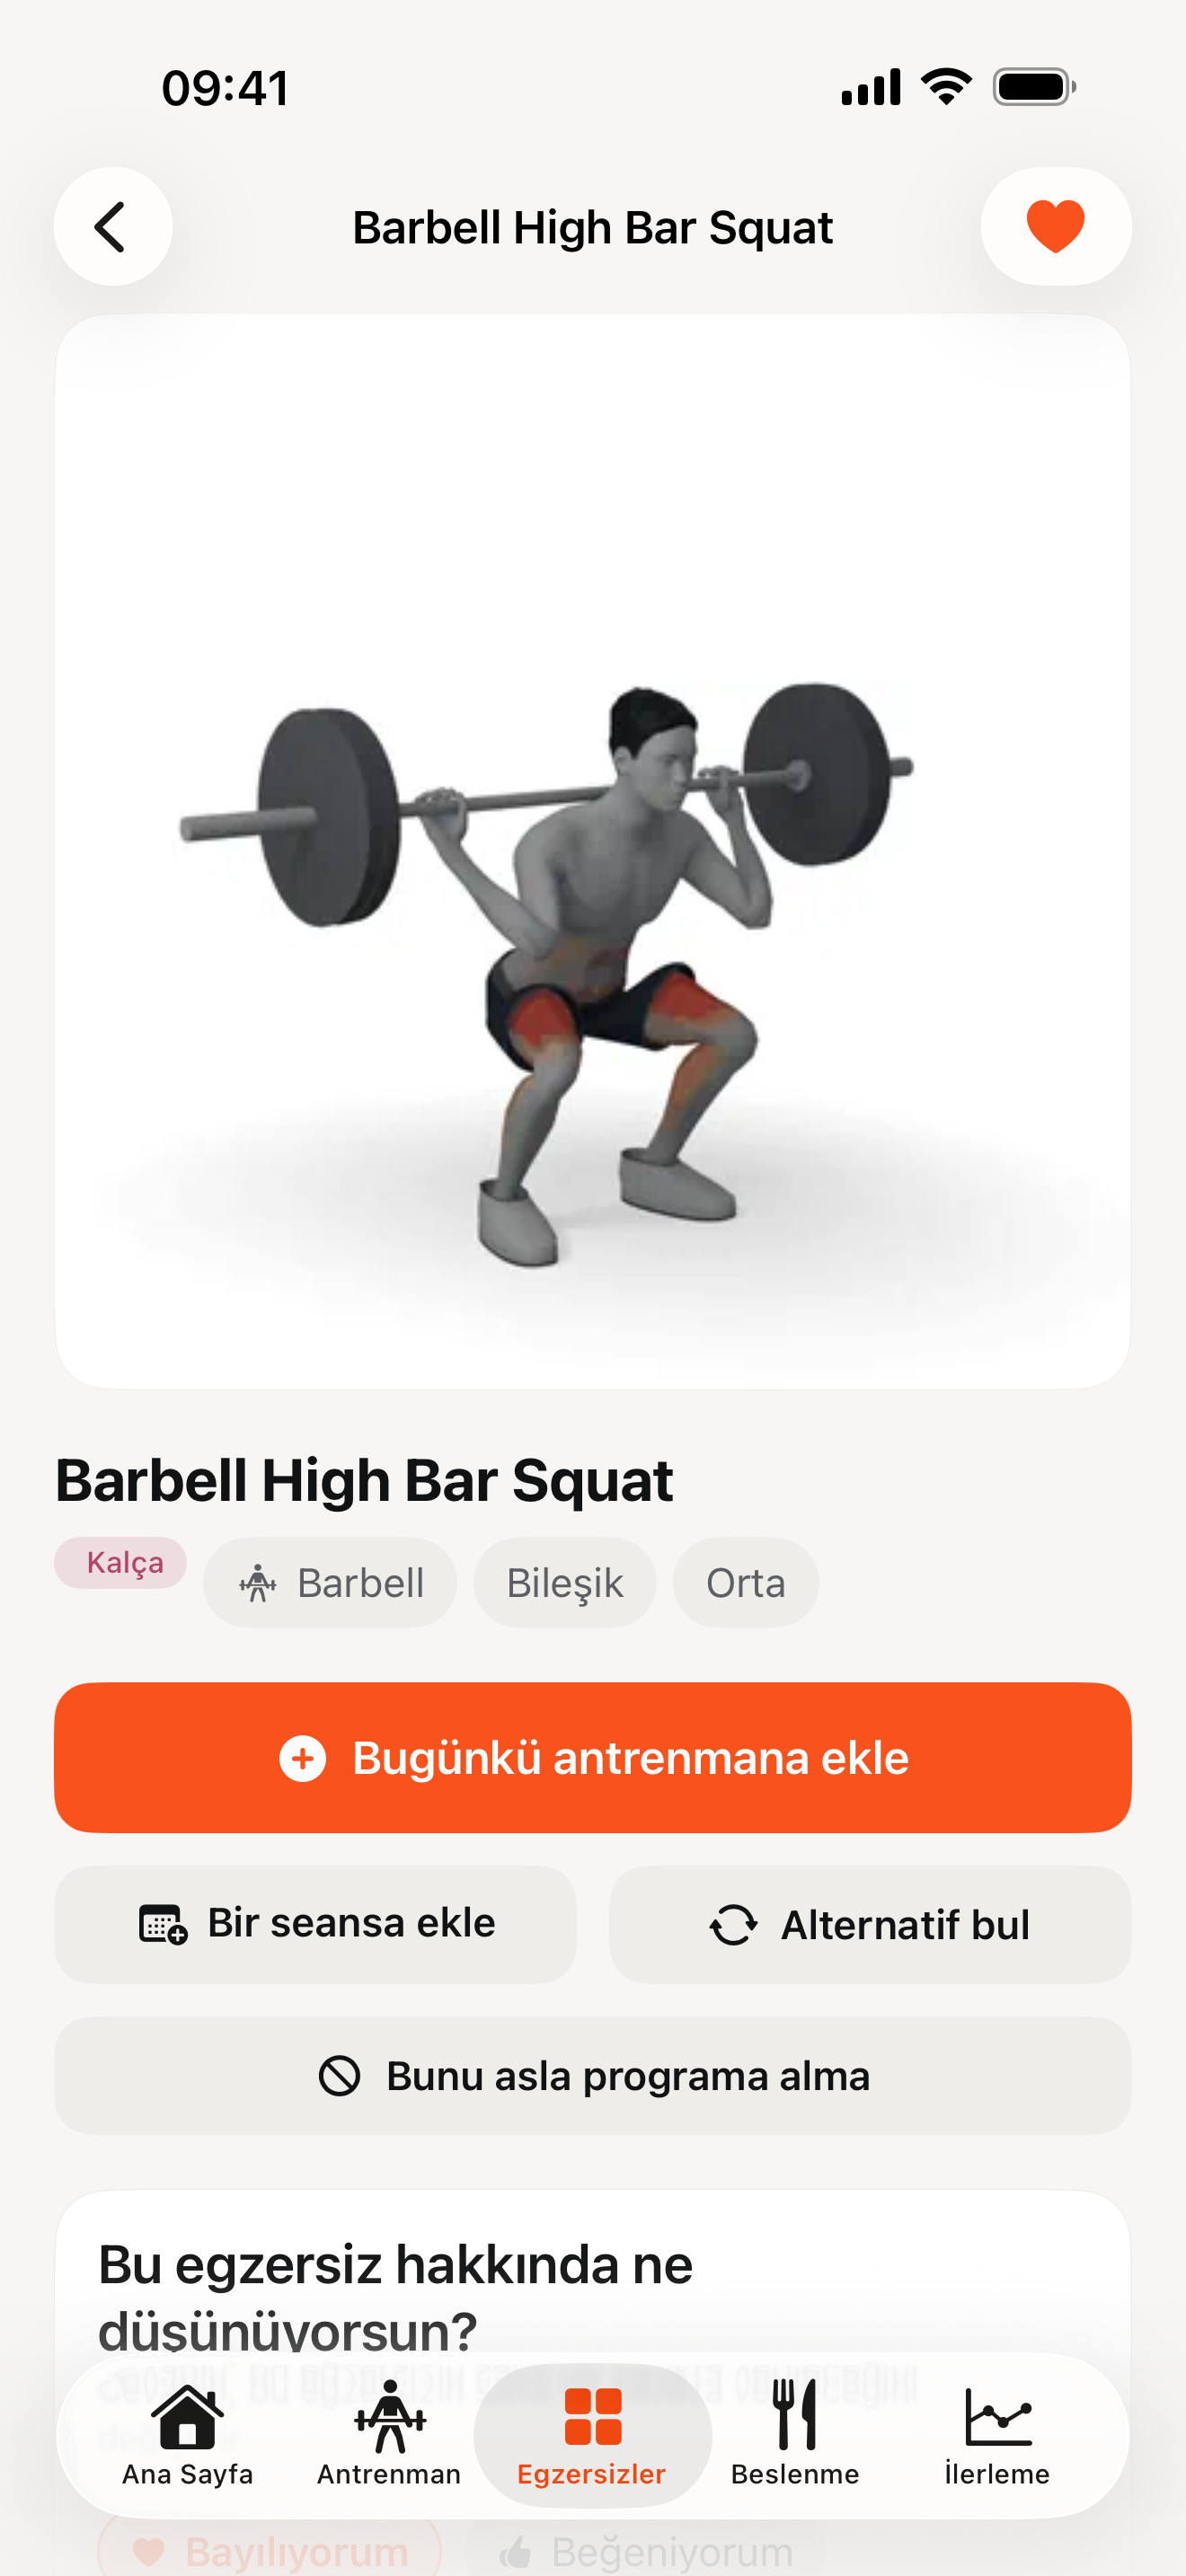 09:41
Barbell High Bar Squat
Barbell High Bar Squat
Kalça
Barbell
Bileşik
Orta
Bugünkü antrenmana ekle
Bir seansa ekle
Alternatif bul
Bunu asla programa alma
Bu egzersiz hakkında ne
düşünüyorsun?
Ana Sayfa
Antrenman
Egzersizler
Beslenme
İlerleme
Bayılıyorum
Beğeniyorum